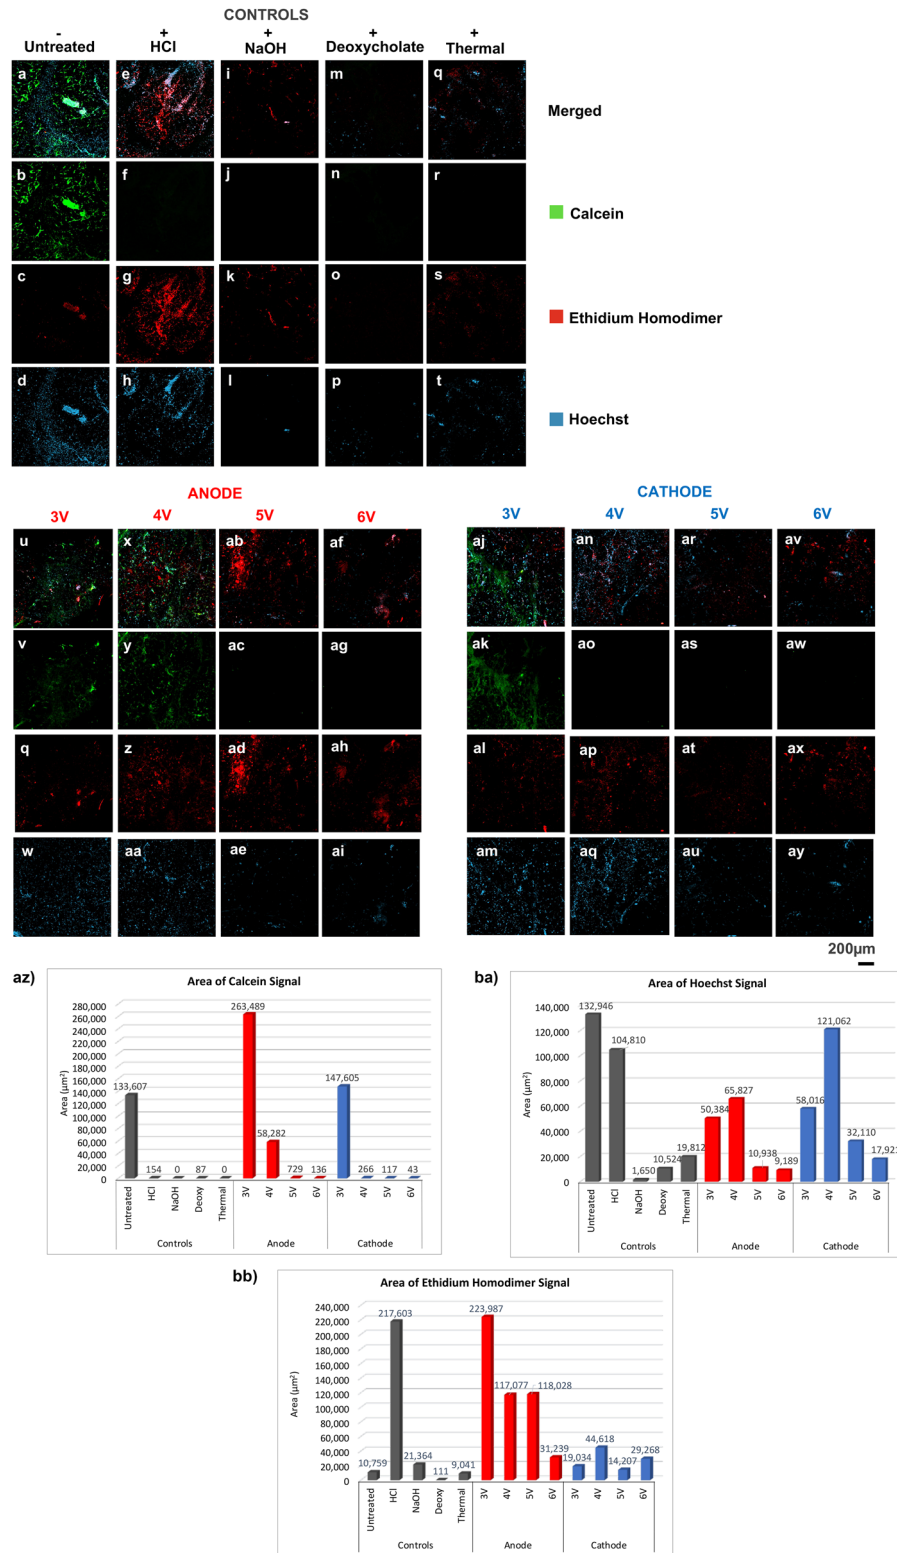 CONTROLS
- + + + +
Untreated HCl NaOH Deoxycholate Thermal
a e i m q
Merged
b f j n r
Calcein
c g k o s
Ethidium Homodimer
d h l p t
Hoechst
ANODE CATHODE
3V 4V 5V 6V 3V 4V 5V 6V
u x ab af aj an ar av
v y ac ag ak ao as aw
q z ad ah al ap at ax
w aa ae ai am aq au ay
200µm
az)
Area of Calcein Signal
Area (µm²)
280,000
260,000
240,000
220,000
200,000
180,000
160,000
140,000
120,000
100,000
80,000
60,000
40,000
20,000
0
133,607 154 0 87 0 263,489 58,282 729 136 147,605 266 117 43
Untreated HCl NaOH Deoxy Thermal 3V 4V 5V 6V 3V 4V 5V 6V
Controls Anode Cathode
ba)
Area of Hoechst Signal
Area (µm²)
140,000
120,000
100,000
80,000
60,000
40,000
20,000
0
132,946 104,810 1,650 10,524 19,812 50,384 65,827 10,938 9,189 58,016 121,062 32,110 17,921
Untreated HCl NaOH Deoxy Thermal 3V 4V 5V 6V 3V 4V 5V 6V
Controls Anode Cathode
bb)
Area of Ethidium Homodimer Signal
Area (µm²)
240,000
220,000
200,000
180,000
160,000
140,000
120,000
100,000
80,000
60,000
40,000
20,000
0
10,759 217,603 21,364 111 9,041 223,987 117,077 118,028 31,239 19,034 44,618 14,207 29,268
Untreated HCl NaOH Deoxy Thermal 3V 4V 5V 6V 3V 4V 5V 6V
Controls Anode Cathode